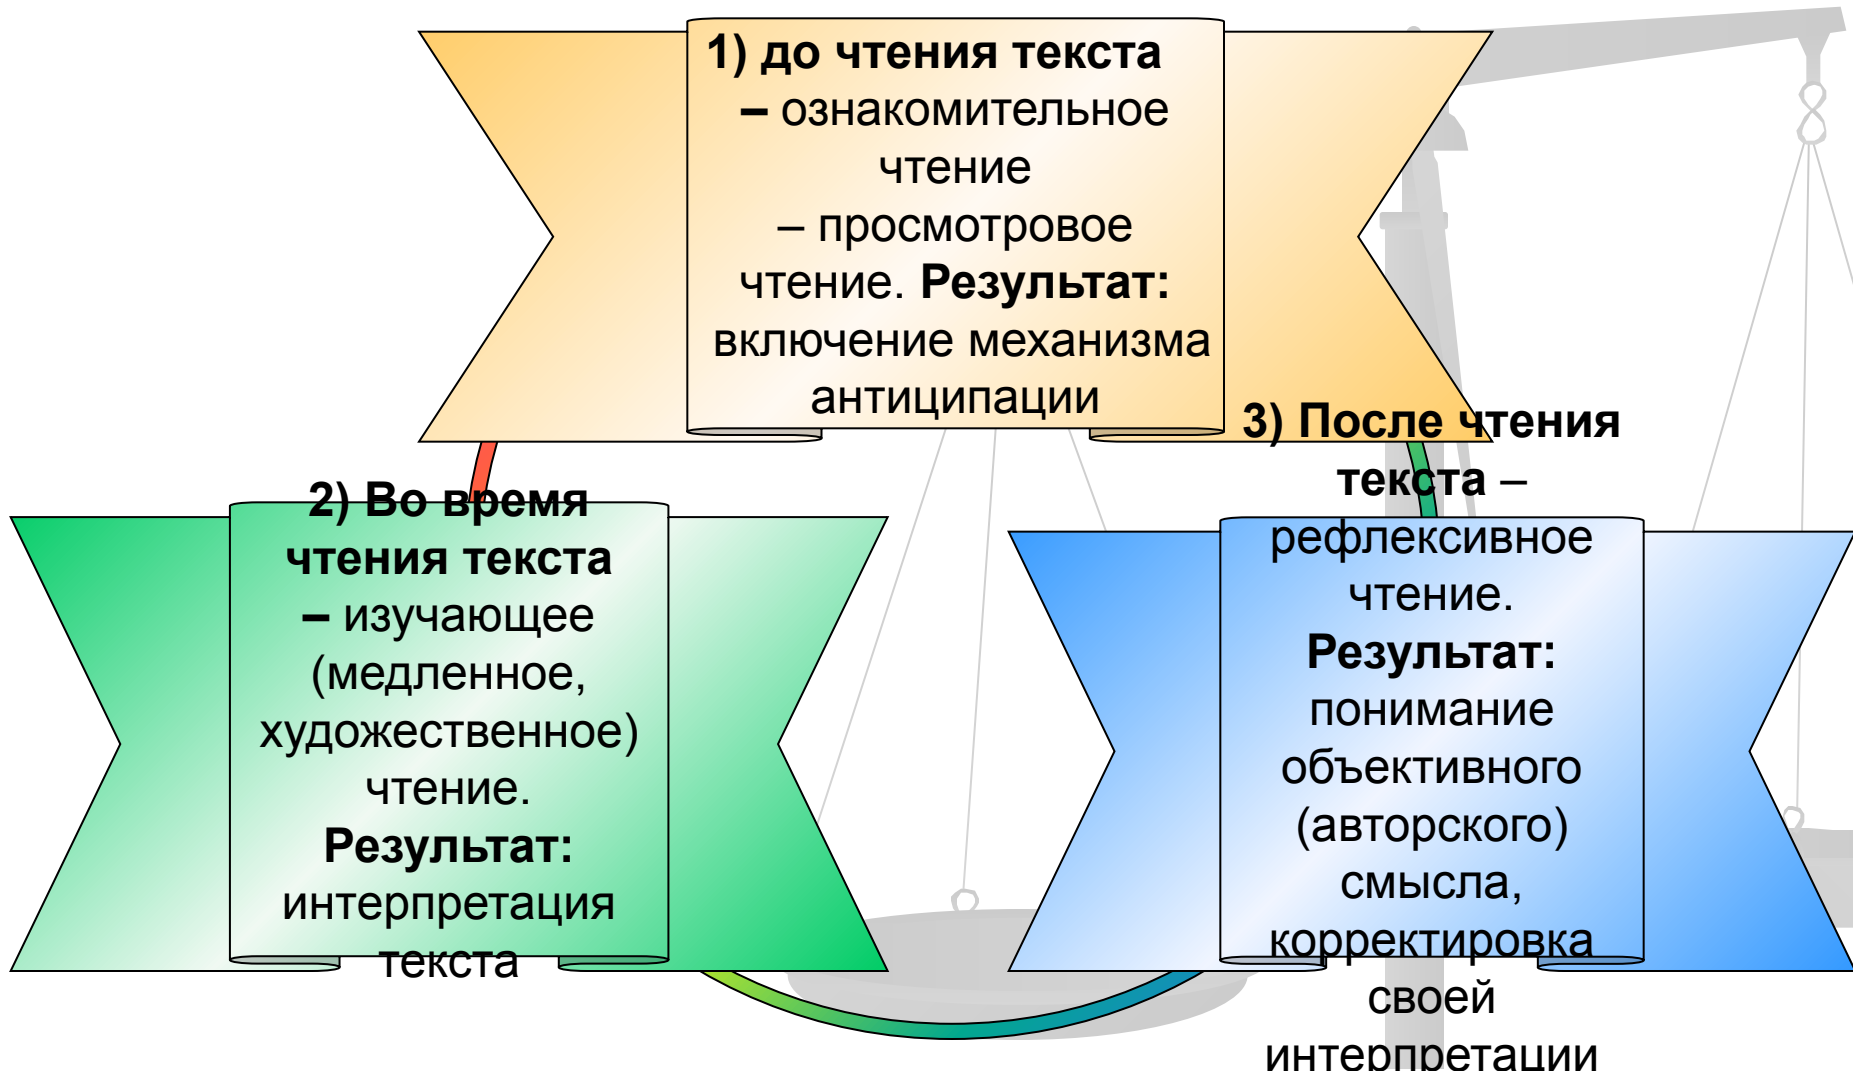 1) до чтения текста
– ознакомительное
чтение
– просмотровое
чтение. Результат:
включение механизма
антиципации
2) Во время
чтения текста
– изучающее
(медленное,
художественное)
чтение.
Результат:
интерпретация
текста
3) После чтения
текста –
рефлексивное
чтение.
Результат:
понимание
объективного
(авторского)
смысла,
корректировка
своей
интерпретации